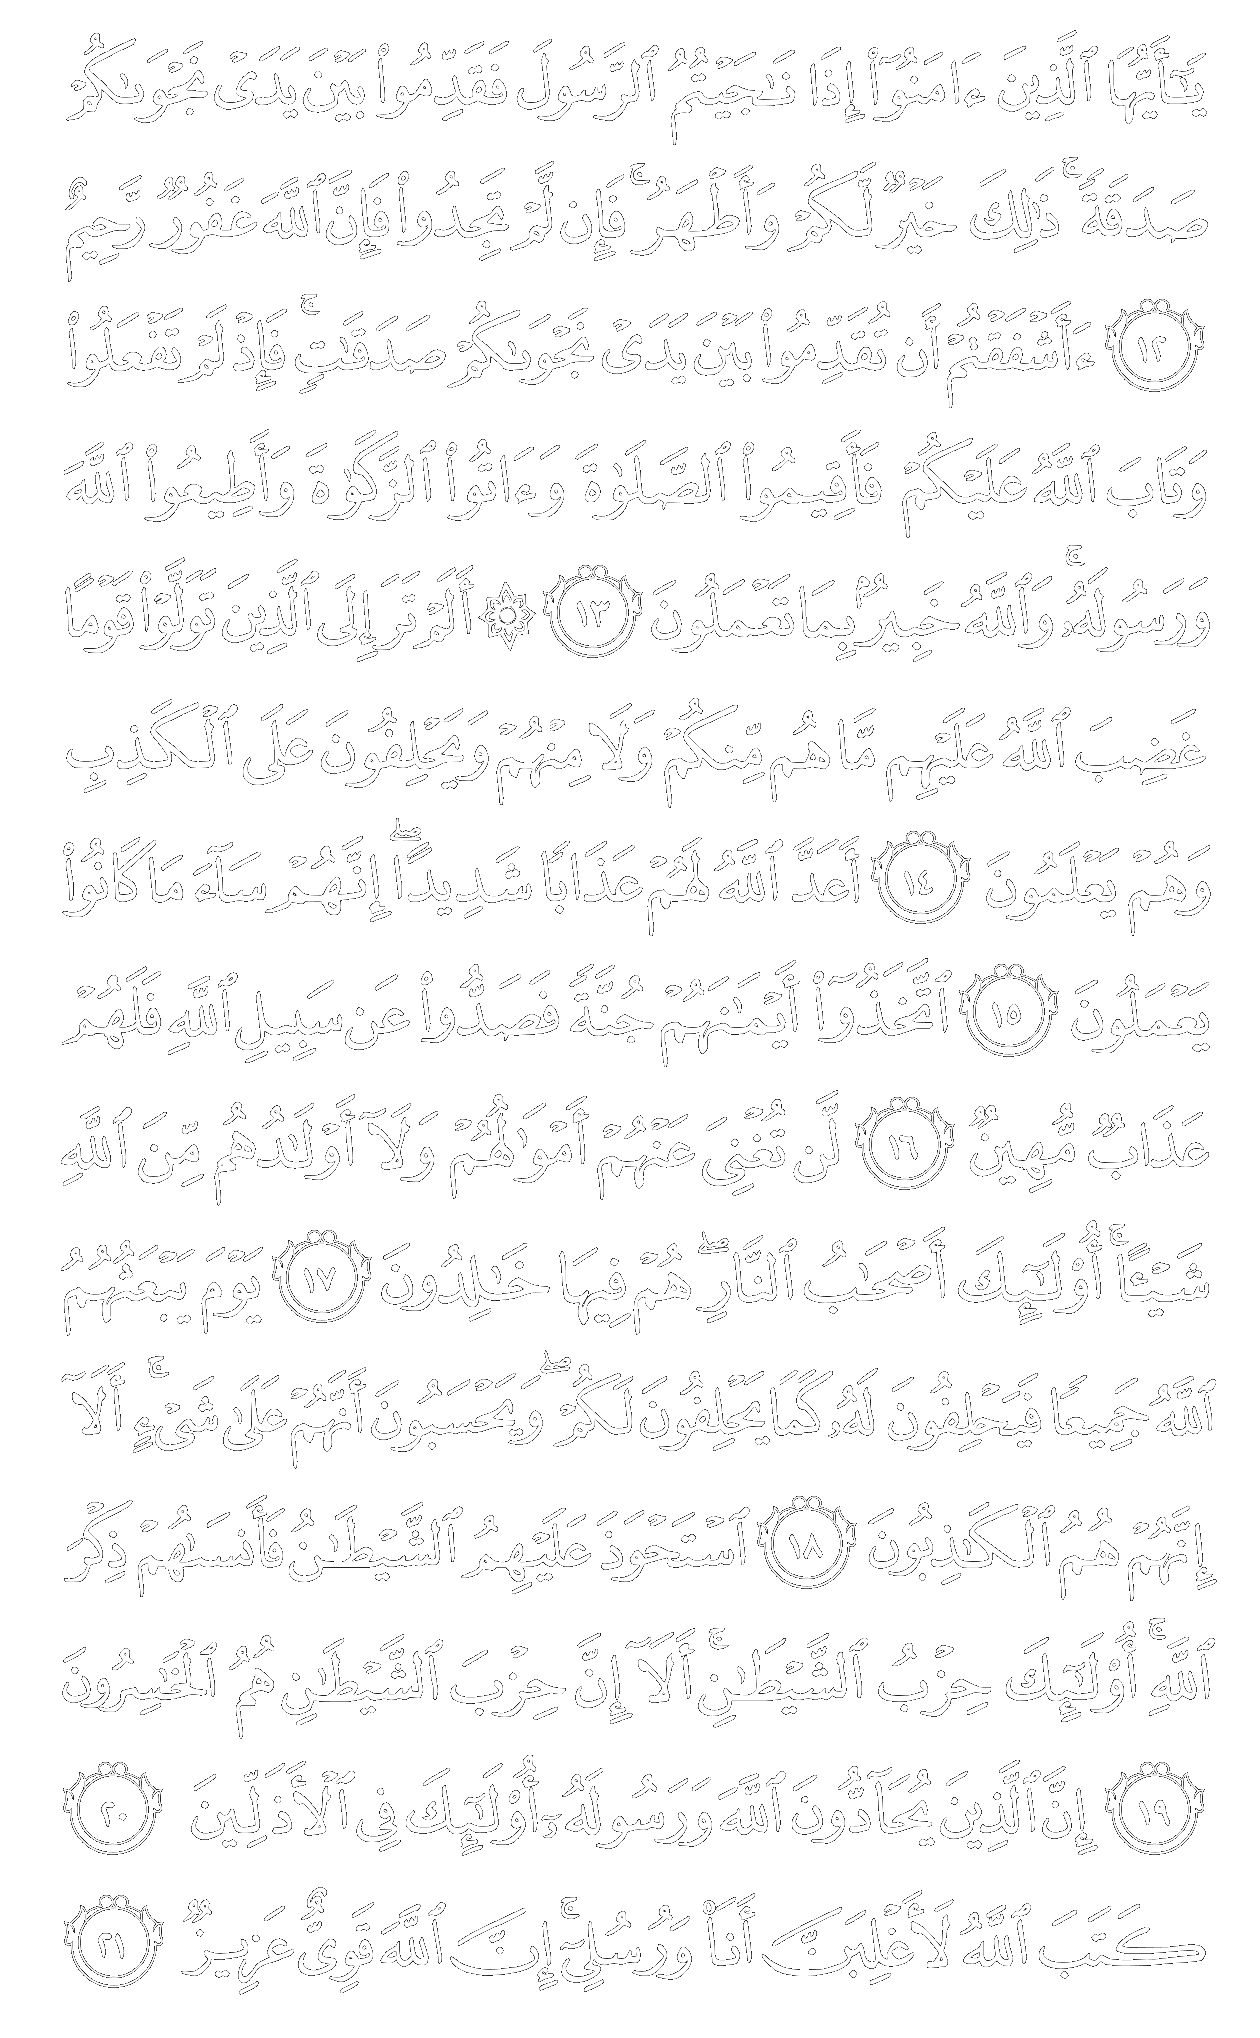 يَـٰٓأَيُّهَا ٱلَّذِينَ ءَامَنُوٓا۟ إِذَا نَـٰجَيْتُمُ ٱلرَّسُولَ فَقَدِّمُوا۟ بَيْنَ يَدَىْ نَجْوَىٰكُمْ
صَدَقَةً ۚ ذَٰلِكَ خَيْرٌ لَّكُمْ وَأَطْهَرُ ۚ فَإِن لَّمْ تَجِدُوا۟ فَإِنَّ ٱللَّهَ غَفُورٌ رَّحِيمٌ
١٢ ءَأَشْفَقْتُمْ أَن تُقَدِّمُوا۟ بَيْنَ يَدَىْ نَجْوَىٰكُمْ صَدَقَـٰتٍ ۚ فَإِذْ لَمْ تَفْعَلُوا۟
وَتَابَ ٱللَّهُ عَلَيْكُمْ فَأَقِيمُوا۟ ٱلصَّلَوٰةَ وَءَاتُوا۟ ٱلزَّكَوٰةَ وَأَطِيعُوا۟ ٱللَّهَ
وَرَسُولَهُۥ ۚ وَٱللَّهُ خَبِيرٌۢ بِمَا تَعْمَلُونَ ١٣ ۞ أَلَمْ تَرَ إِلَى ٱلَّذِينَ تَوَلَّوْا۟ قَوْمًا
غَضِبَ ٱللَّهُ عَلَيْهِم مَّا هُم مِّنكُمْ وَلَا مِنْهُمْ وَيَحْلِفُونَ عَلَى ٱلْكَذِبِ
وَهُمْ يَعْلَمُونَ ١٤ أَعَدَّ ٱللَّهُ لَهُمْ عَذَابًا شَدِيدًا ۖ إِنَّهُمْ سَآءَ مَا كَانُوا۟
يَعْمَلُونَ ١٥ ٱتَّخَذُوٓا۟ أَيْمَـٰنَهُمْ جُنَّةً فَصَدُّوا۟ عَن سَبِيلِ ٱللَّهِ فَلَهُمْ
عَذَابٌ مُّهِينٌ ١٦ لَّن تُغْنِىَ عَنْهُمْ أَمْوَٰلُهُمْ وَلَآ أَوْلَـٰدُهُم مِّنَ ٱللَّهِ
شَيْـًٔا ۚ أُو۟لَـٰٓئِكَ أَصْحَـٰبُ ٱلنَّارِ ۖ هُمْ فِيهَا خَـٰلِدُونَ ١٧ يَوْمَ يَبْعَثُهُمُ
ٱللَّهُ جَمِيعًا فَيَحْلِفُونَ لَهُۥ كَمَا يَحْلِفُونَ لَكُمْ ۖ وَيَحْسَبُونَ أَنَّهُمْ عَلَىٰ شَىْءٍ ۚ أَلَآ
إِنَّهُمْ هُمُ ٱلْكَـٰذِبُونَ ١٨ ٱسْتَحْوَذَ عَلَيْهِمُ ٱلشَّيْطَـٰنُ فَأَنسَىٰهُمْ ذِكْرَ
ٱللَّهِ ۚ أُو۟لَـٰٓئِكَ حِزْبُ ٱلشَّيْطَـٰنِ ۚ أَلَآ إِنَّ حِزْبَ ٱلشَّيْطَـٰنِ هُمُ ٱلْخَـٰسِرُونَ
١٩ إِنَّ ٱلَّذِينَ يُحَآدُّونَ ٱللَّهَ وَرَسُولَهُۥٓ أُو۟لَـٰٓئِكَ فِى ٱلْأَذَلِّينَ ٢٠
كَتَبَ ٱللَّهُ لَأَغْلِبَنَّ أَنَا۠ وَرُسُلِىٓ ۚ إِنَّ ٱللَّهَ قَوِىٌّ عَزِيزٌ ٢١